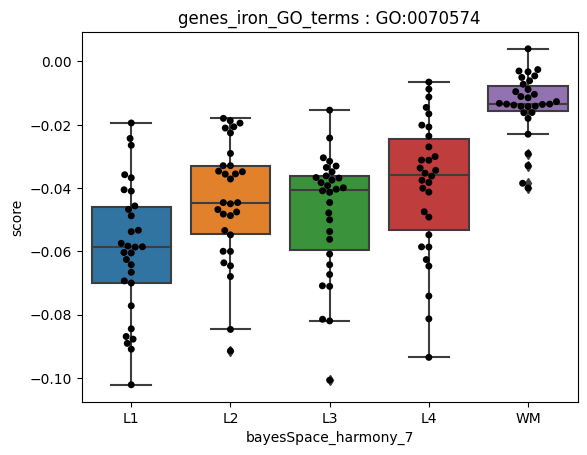 genes_iron_GO_terms : GO:0070574
0.00
−0.02
−0.04
−0.06
−0.08
−0.10
score
L1 L2 L3 L4 WM
bayesSpace_harmony_7